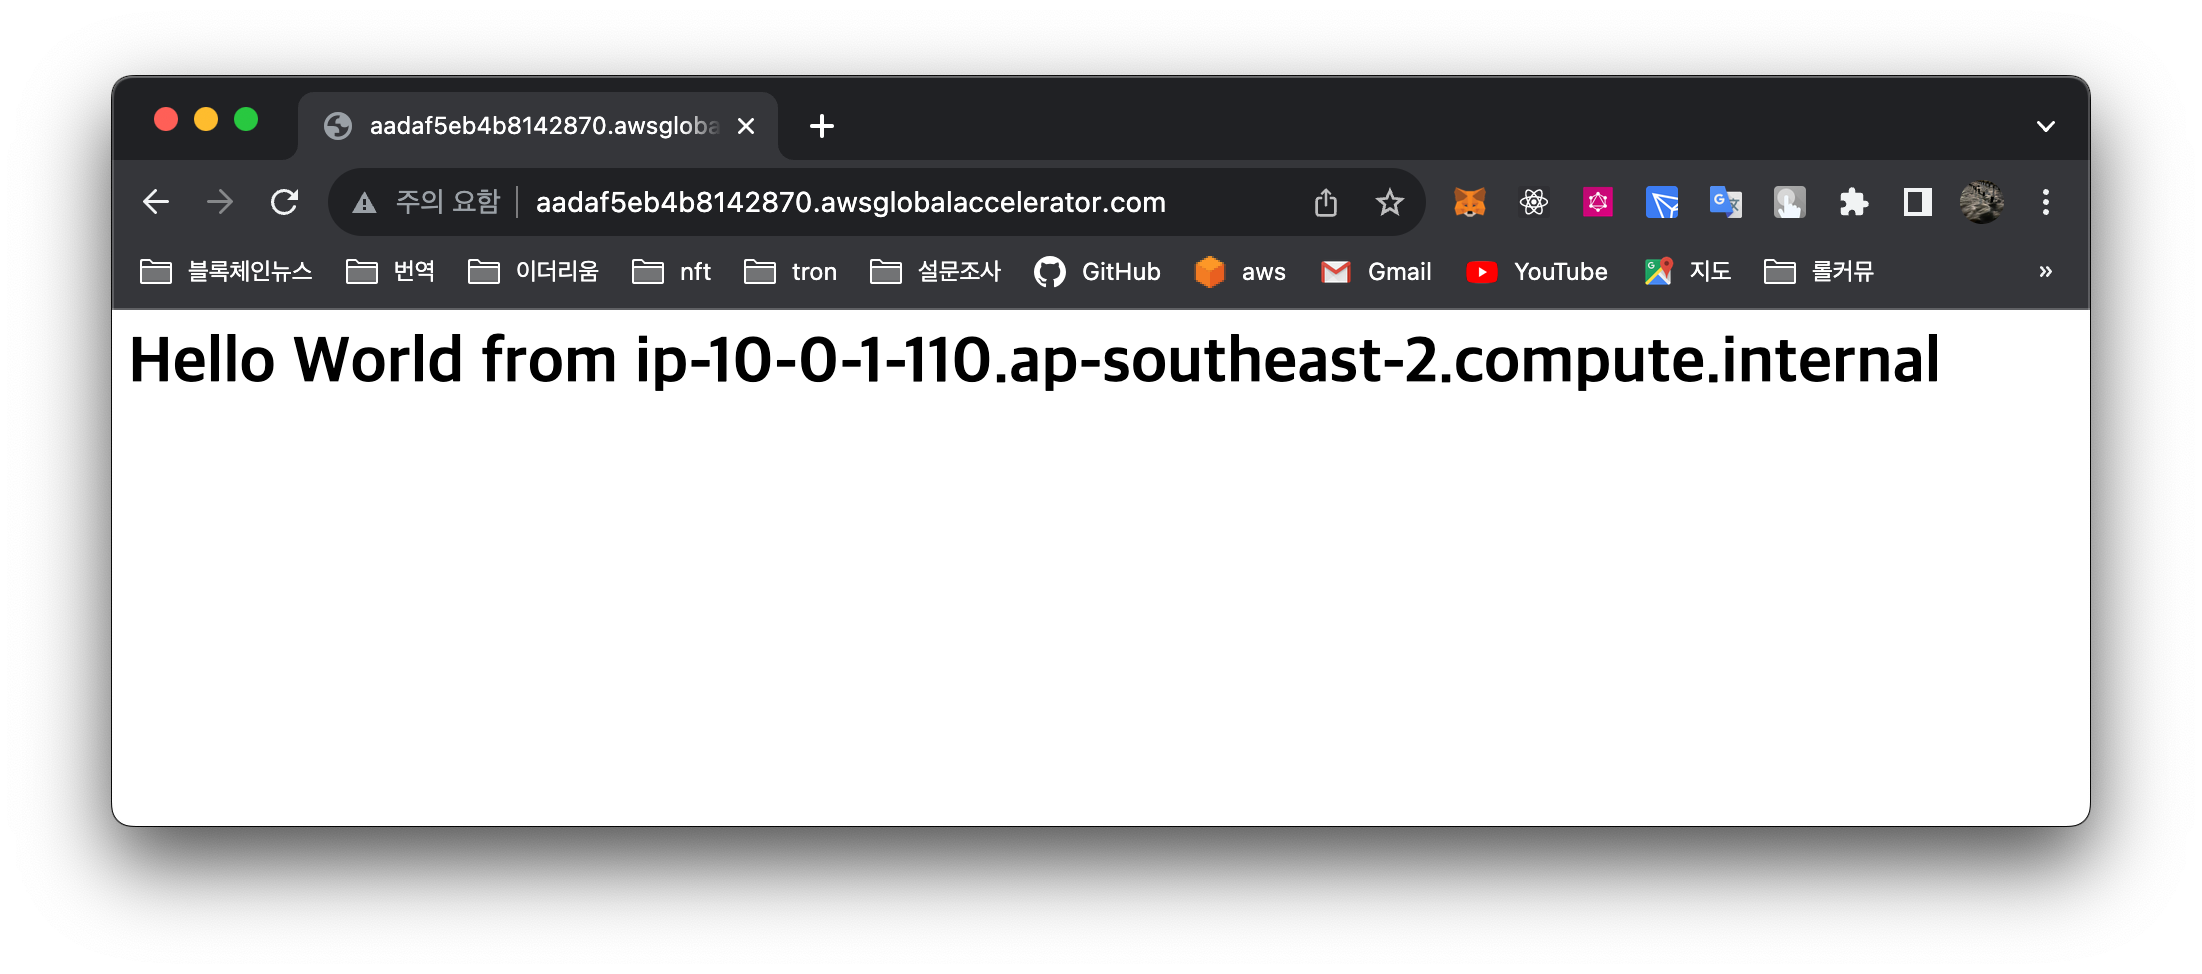 aadaf5eb4b8142870.awsgloba
주의 요함 aadaf5eb4b8142870.awsglobalaccelerator.com
블록체인뉴스 번역 이더리움 nft tron 설문조사 GitHub aws Gmail YouTube 지도 롤커뮤 »
Hello World from ip-10-0-1-110.ap-southeast-2.compute.internal